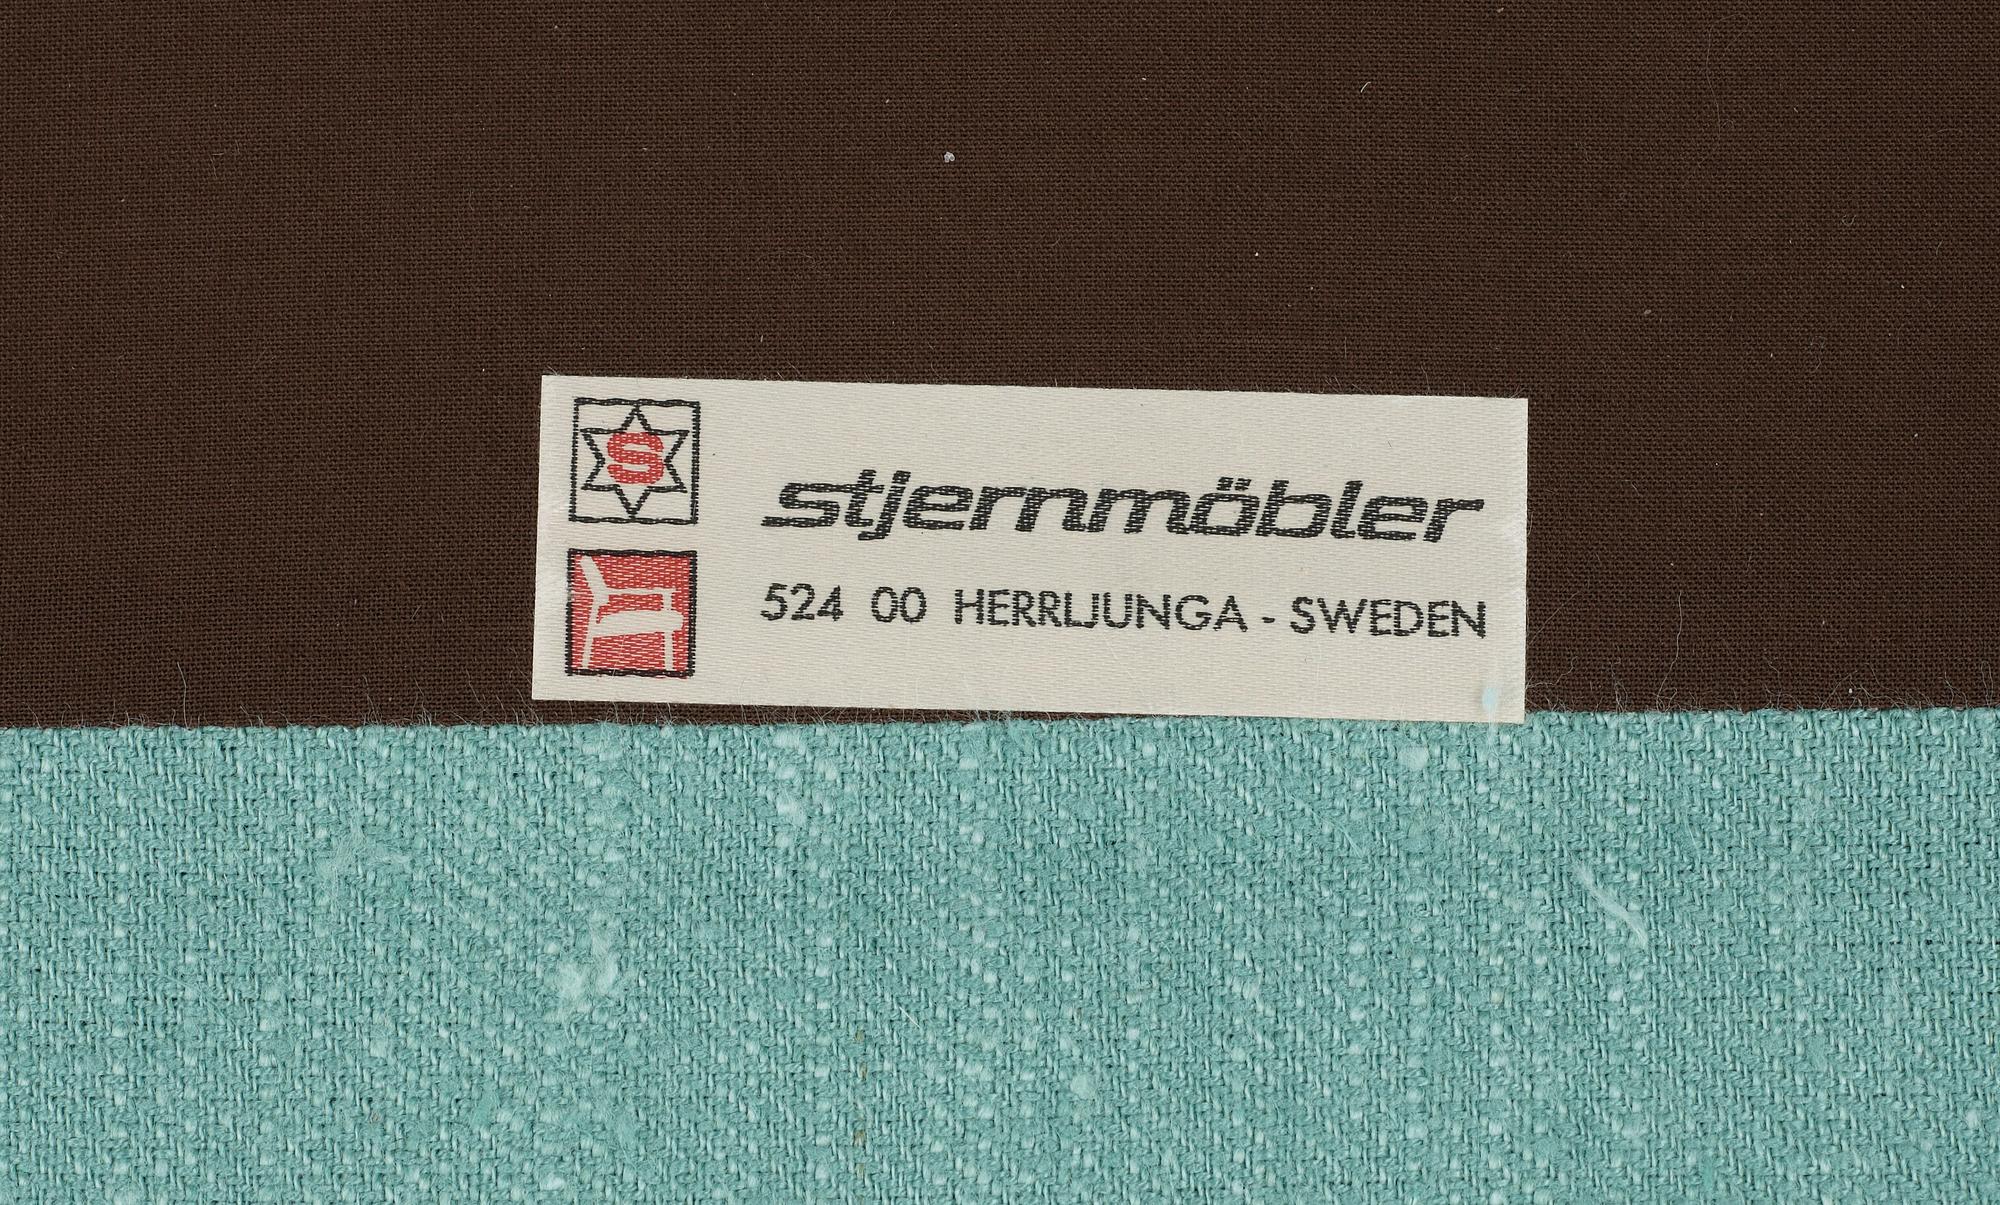 S
stjernmöbler
524 00 HERRLJUNGA - SWEDEN